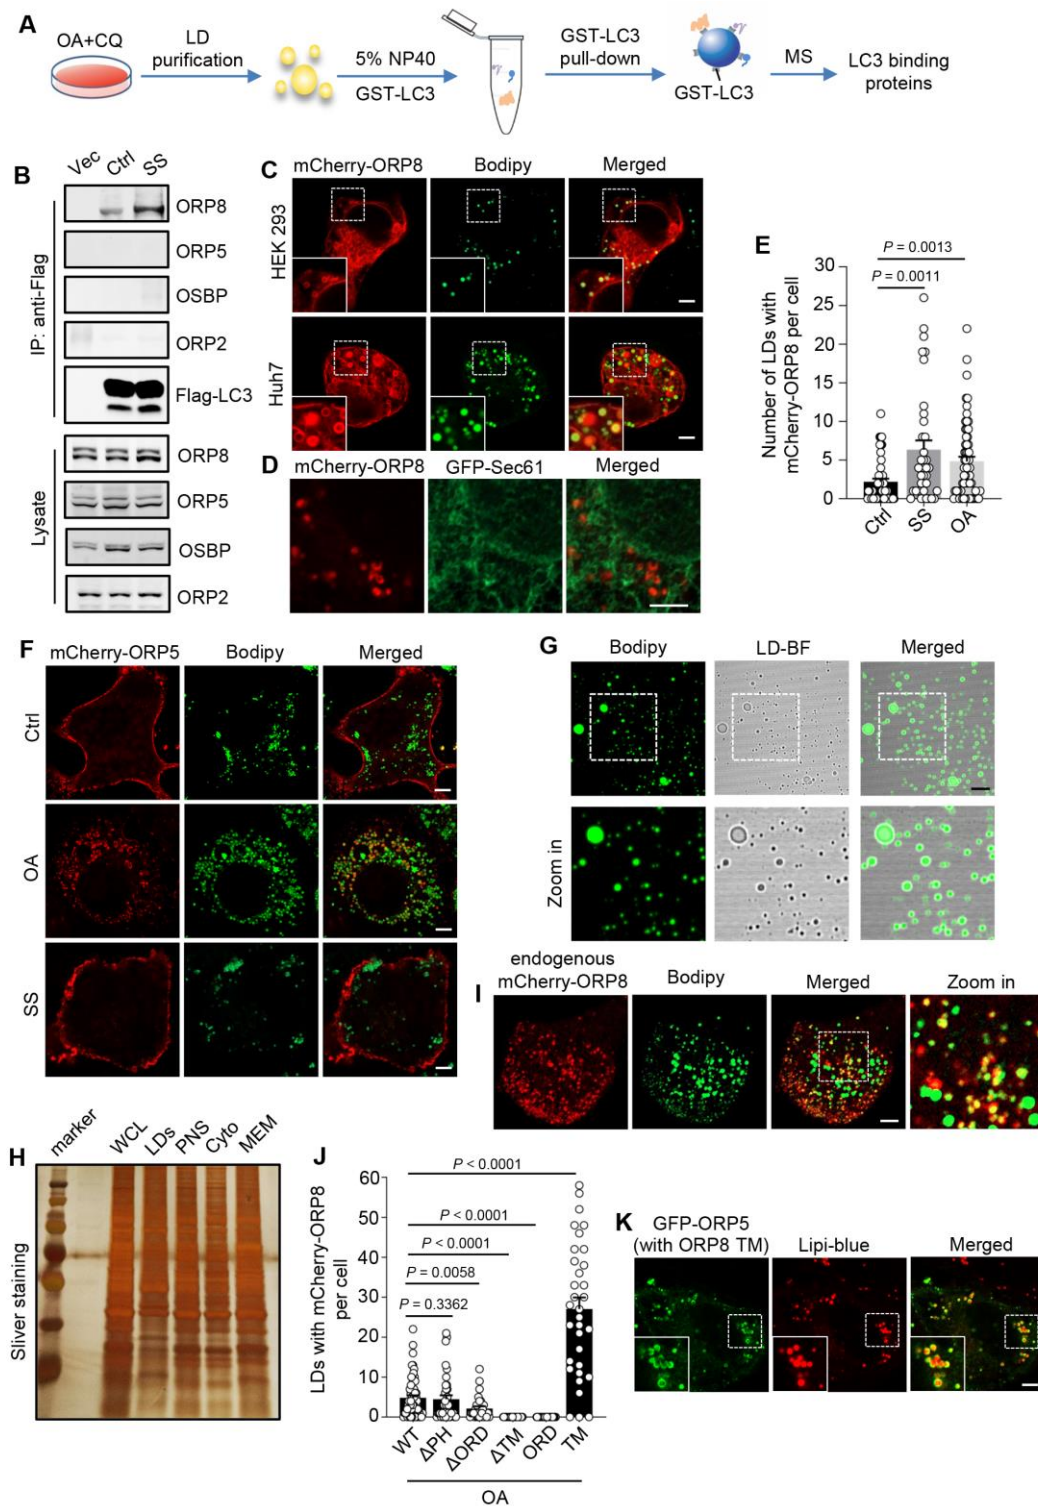 A
OA+CQ
LD
purification
5% NP40
GST-LC3
GST-LC3
pull-down
GST-LC3
MS
LC3 binding
proteins
B
Vec Ctrl SS
IP: anti-Flag
ORP8
ORP5
OSBP
ORP2
Flag-LC3
Lysate
ORP8
ORP5
OSBP
ORP2
C
mCherry-ORP8 Bodipy Merged
HEK 293
Huh7
D
mCherry-ORP8 GFP-Sec61 Merged
E
Number of LDs with
mCherry-ORP8 per cell
P = 0.0013
P = 0.0011
30
25
20
15
10
5
0
Ctrl SS OA
F
mCherry-ORP5 Bodipy Merged
Ctrl
OA
SS
G
Bodipy LD-BF Merged
Zoom in
H
marker WCL LDs PNS Cyto MEM
Sliver staining
I
endogenous
mCherry-ORP8 Bodipy Merged Zoom in
J
LDs with mCherry-ORP8
per cell
P < 0.0001
P < 0.0001
P < 0.0001
P = 0.0058
P = 0.3362
60
50
40
30
20
10
0
WT ΔPH ΔORD ΔTM ORD TM
OA
K
GFP-ORP5
(with ORP8 TM) Lipi-blue Merged